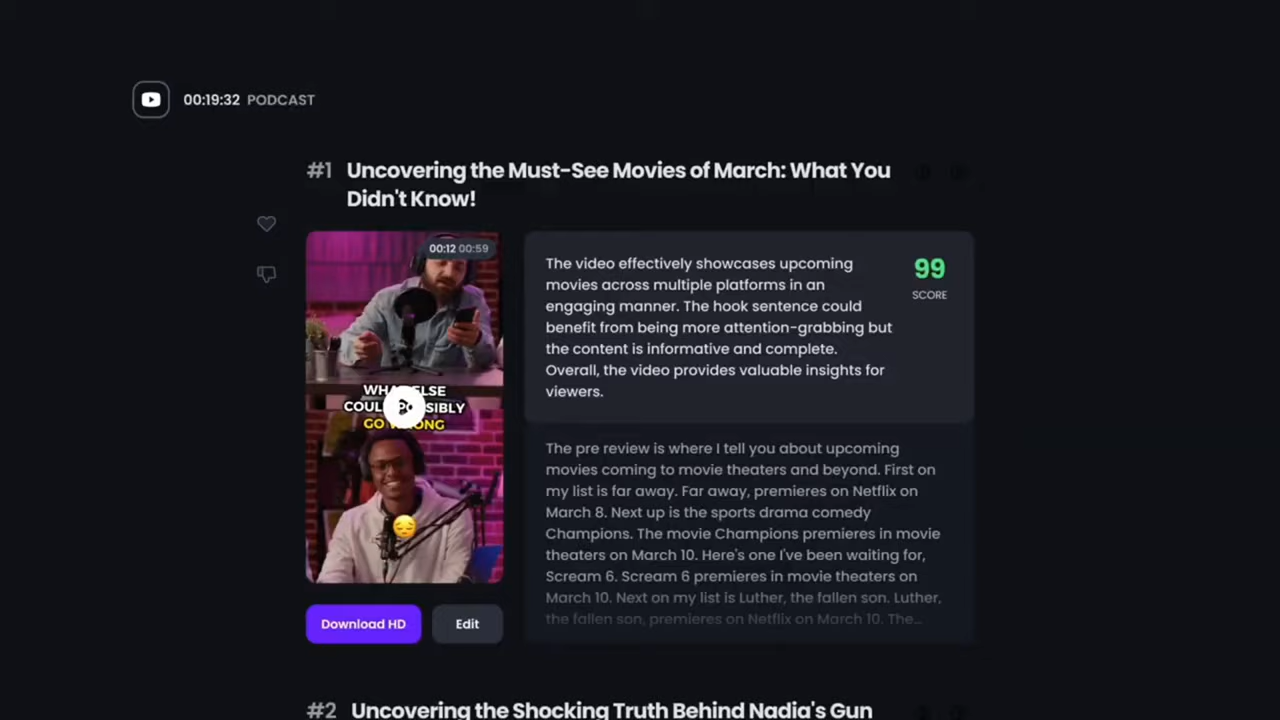 00:19:32 PODCAST
#1 Uncovering the Must-See Movies of March: What You
Didn't Know!
00:12 00:59
WHAT ELSE
COULD POSSIBLY
GO WRONG
The video effectively showcases upcoming
movies across multiple platforms in an
engaging manner. The hook sentence could
benefit from being more attention-grabbing but
the content is informative and complete.
Overall, the video provides valuable insights for
viewers.
99
SCORE
The pre review is where I tell you about upcoming
movies coming to movie theaters and beyond. First on
my list is far away. Far away, premieres on Netflix on
March 8. Next up is the sports drama comedy
Champions. The movie Champions premieres in movie
theaters on March 10. Here's one I've been waiting for,
Scream 6. Scream 6 premieres in movie theaters on
March 10. Next on my list is Luther, the fallen son. Luther,
the fallen son, premieres on Netflix on March 10. The...
Download HD
Edit
#2 Uncovering the Shocking Truth Behind Nadia's Gun